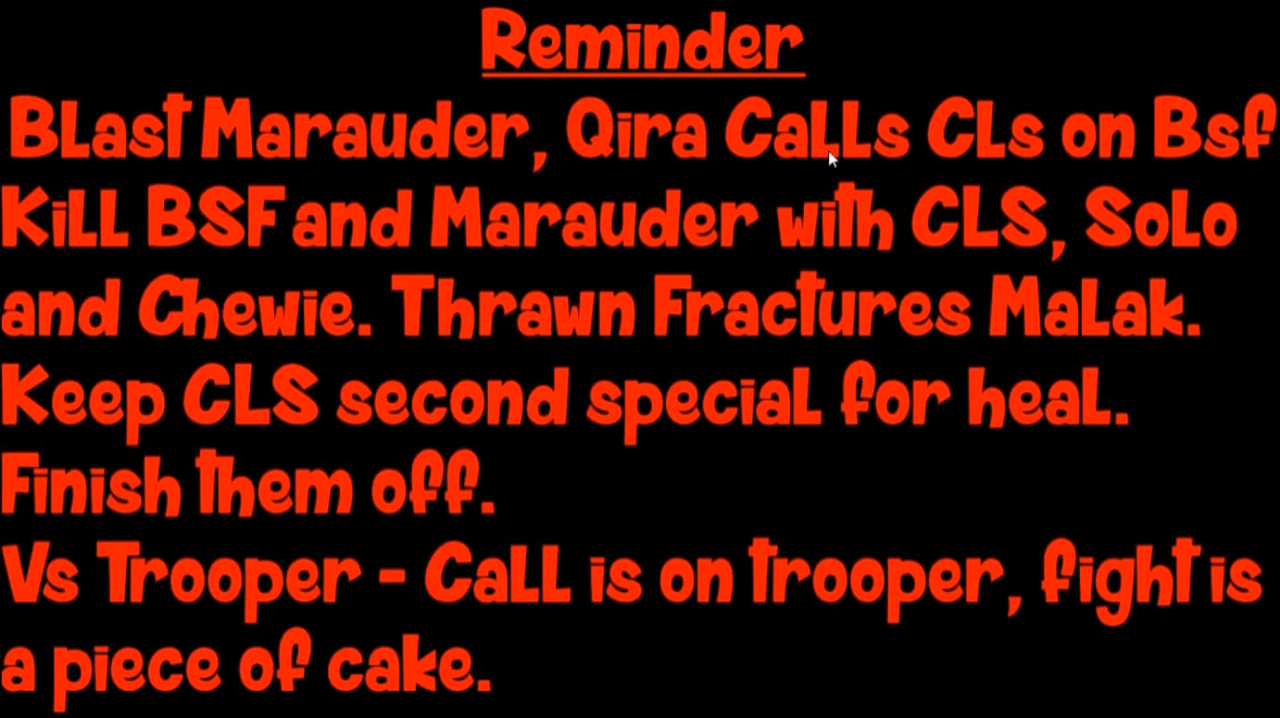 Reminder
Blast Marauder, Qira Calls CLs on Bsf
Kill BSF and Marauder with CLS, Solo
and Chewie. Thrawn Fractures Malak.
Keep CLS second special for heal.
Finish them off.
Vs Trooper - Call is on trooper, fight is
a piece of cake.